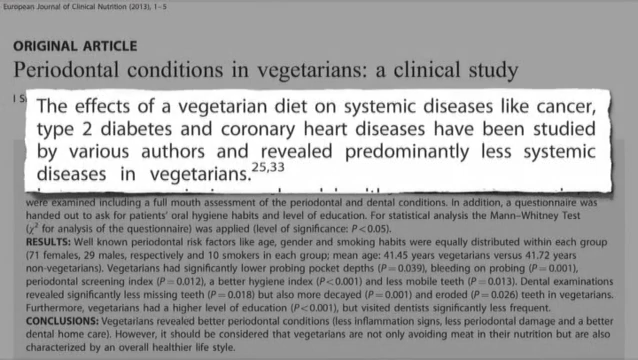 European Journal of Clinical Nutrition (2013), 1–5
ORIGINAL ARTICLE
Periodontal conditions in vegetarians: a clinical study
I S
The effects of a vegetarian diet on systemic diseases like cancer,
type 2 diabetes and coronary heart diseases have been studied
by various authors and revealed predominantly less systemic
diseases in vegetarians.25,33
were examined including a full mouth assessment of the periodontal and dental conditions. In addition, a questionnaire was
handed out to ask for patients' oral hygiene habits and level of education. For statistical analysis the Mann–Whitney Test
(χ² for analysis of the questionnaire) was applied (level of significance: P<0.05).
RESULTS: Well known periodontal risk factors like age, gender and smoking habits were equally distributed within each group
(71 females, 29 males, respectively and 10 smokers in each group; mean age: 41.45 years vegetarians versus 41.72 years
non-vegetarians). Vegetarians had significantly lower probing pocket depths (P=0.039), bleeding on probing (P=0.001),
periodontal screening index (P=0.012), a better hygiene index (P<0.001) and less mobile teeth (P=0.013). Dental examinations
revealed significantly less missing teeth (P=0.018) but also more decayed (P=0.001) and eroded (P=0.026) teeth in vegetarians.
Furthermore, vegetarians had a higher level of education (P<0.001), but visited dentists significantly less frequent.
CONCLUSIONS: Vegetarians revealed better periodontal conditions (less inflammation signs, less periodontal damage and a better
dental home care). However, it should be considered that vegetarians are not only avoiding meat in their nutrition but are also
characterized by an overall healthier life style.